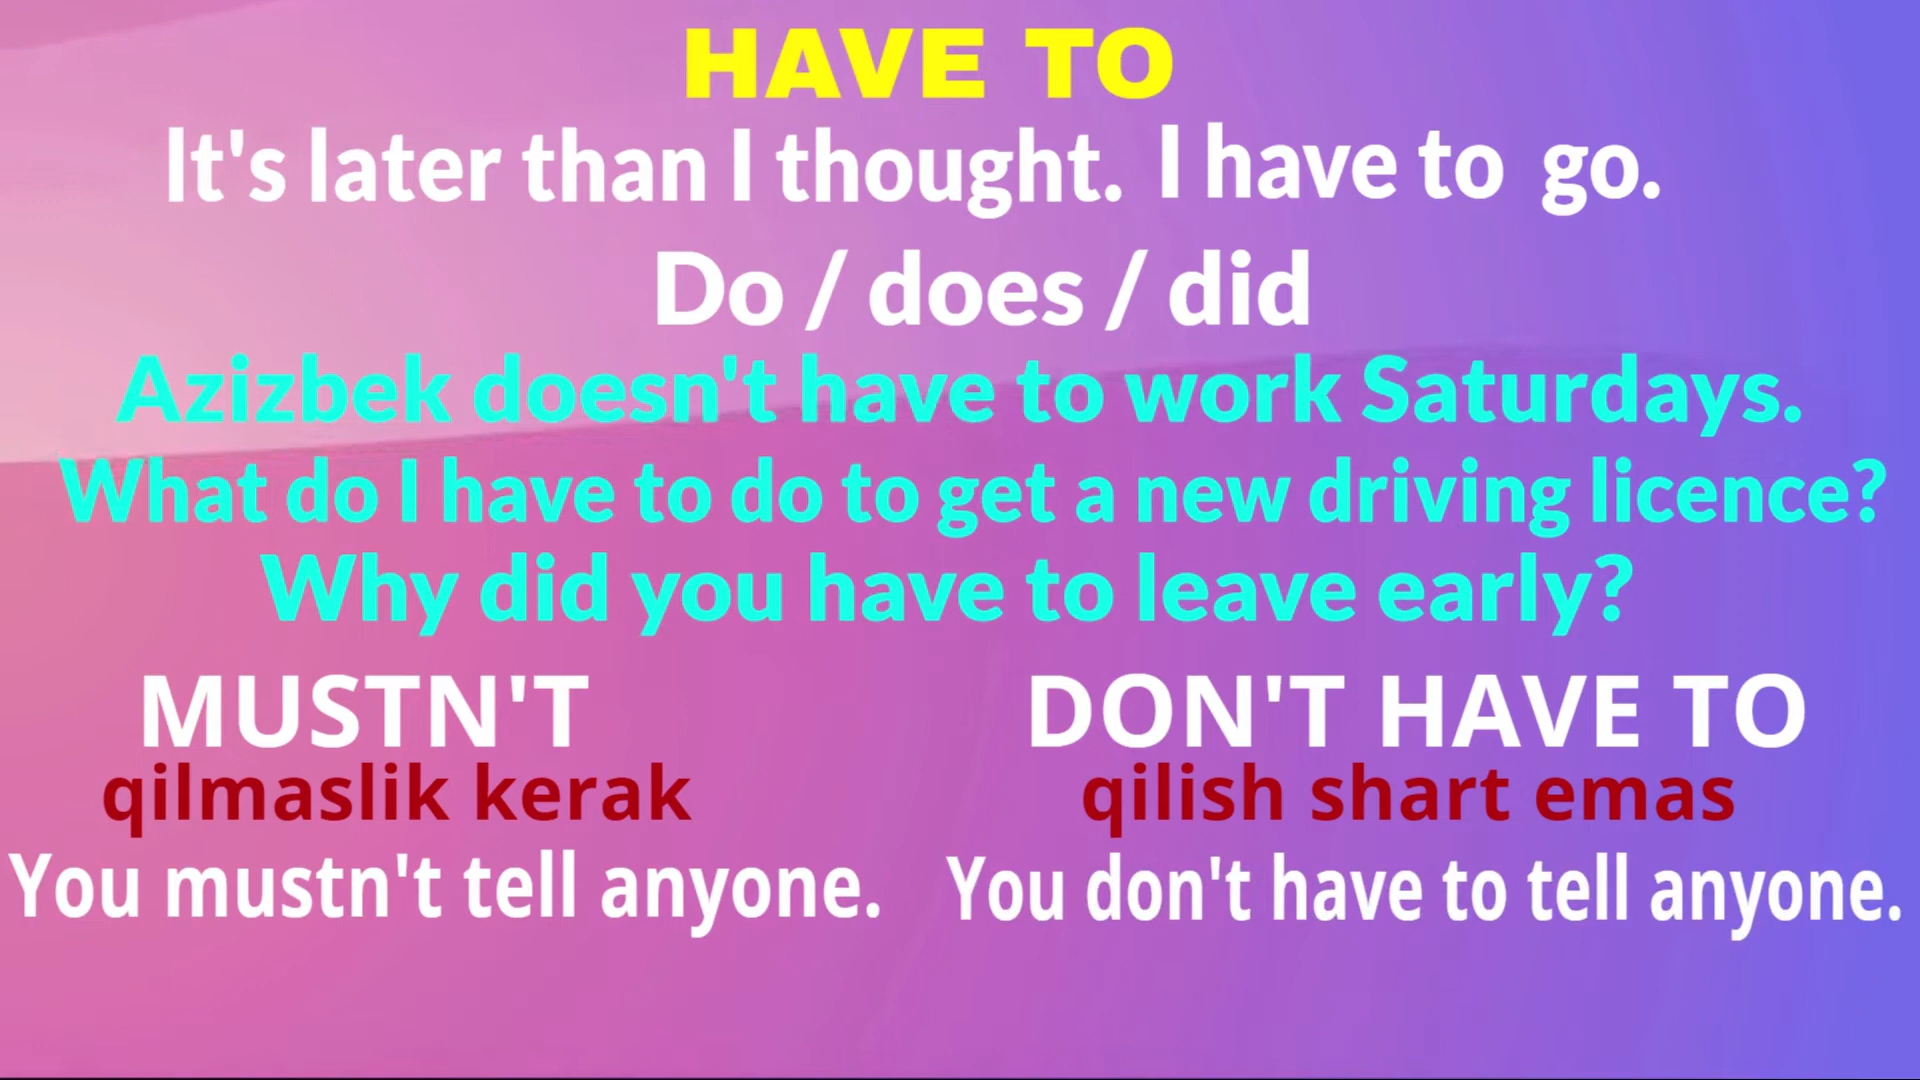 HAVE TO
It's later than I thought. I have to go.
Do / does / did
Azizbek doesn't have to work Saturdays.
What do I have to do to get a new driving licence?
Why did you have to leave early?
MUSTN'T
qilmaslik kerak
You mustn't tell anyone.
DON'T HAVE TO
qilish shart emas
You don't have to tell anyone.